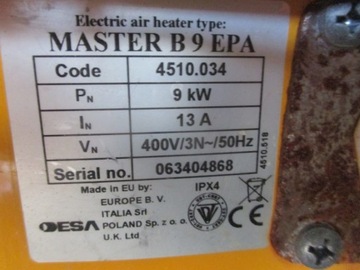 Electric air heater type:
MASTER B 9 EPA
Code 4510.034
PN 9 kW
IN 13 A
VN 400V/3N~/50Hz
Serial no. 063404868
4510.518
Made in EU by:
EUROPE B. V.
ITALIA Srl
DESA POLAND Sp. z o. o.
U.K. Ltd
IPX4
CE